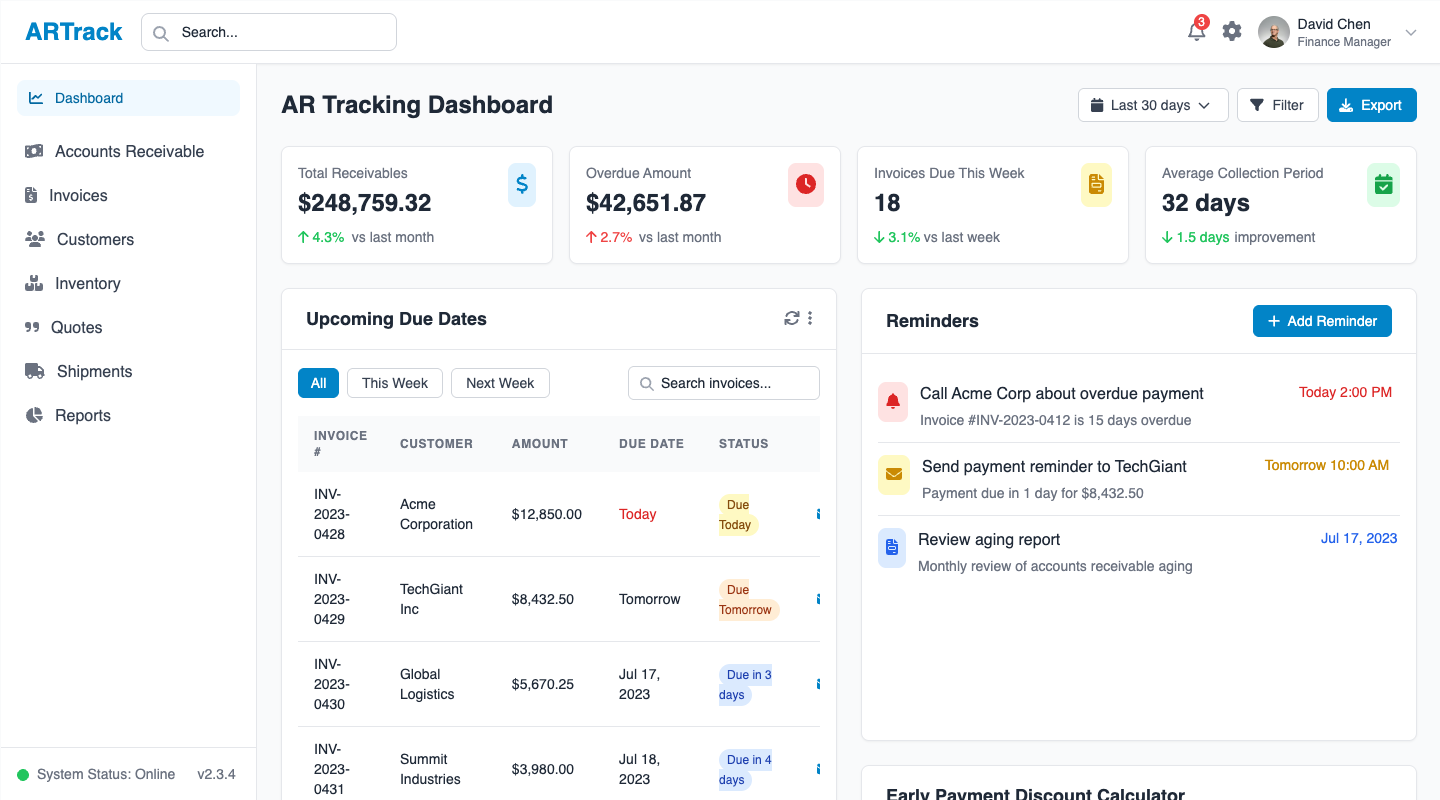 ARTrack
Search...
3
David Chen
Finance Manager
Dashboard
Accounts Receivable
Invoices
Customers
Inventory
Quotes
Shipments
Reports
System Status: Online v2.3.4
AR Tracking Dashboard
Last 30 days
Filter
Export
Total Receivables
$248,759.32
4.3% vs last month
Overdue Amount
$42,651.87
2.7% vs last month
Invoices Due This Week
18
3.1% vs last week
Average Collection Period
32 days
1.5 days improvement
Upcoming Due Dates
All
This Week
Next Week
Search invoices...
INVOICE
#
CUSTOMER
AMOUNT
DUE DATE
STATUS
INV-
2023-
0428
Acme
Corporation
$12,850.00
Today
Due
Today
INV-
2023-
0429
TechGiant
Inc
$8,432.50
Tomorrow
Due
Tomorrow
INV-
2023-
0430
Global
Logistics
$5,670.25
Jul 17,
2023
Due in 3
days
INV-
2023-
0431
Summit
Industries
$3,980.00
Jul 18,
2023
Due in 4
days
Reminders
Add Reminder
Call Acme Corp about overdue payment
Today 2:00 PM
Invoice #INV-2023-0412 is 15 days overdue
Send payment reminder to TechGiant
Tomorrow 10:00 AM
Payment due in 1 day for $8,432.50
Review aging report
Jul 17, 2023
Monthly review of accounts receivable aging
Early Payment Discount Calculator